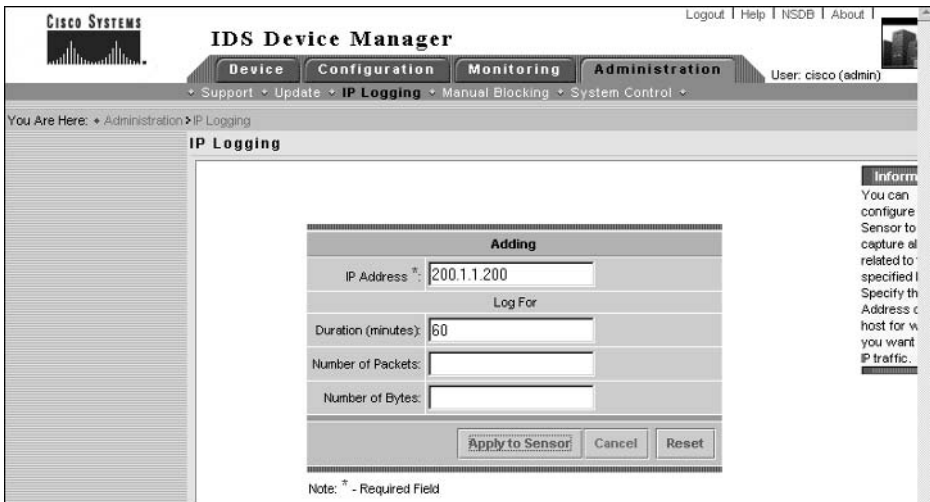 CISCO SYSTEMS
Logout | Help | NSDB | About |
IDS Device Manager
Device Configuration Monitoring Administration
User: cisco (admin)
Support Update IP Logging Manual Blocking System Control
You Are Here: Administration > IP Logging
IP Logging
Adding
IP Address *: 200.1.1.200
Log For
Duration (minutes): 60
Number of Packets:
Number of Bytes:
Apply to Sensor Cancel Reset
Note: * - Required Field
Inform
You can
configure
Sensor to
capture al
related to
specified
Specify th
Address
host for w
you want
IP traffic.